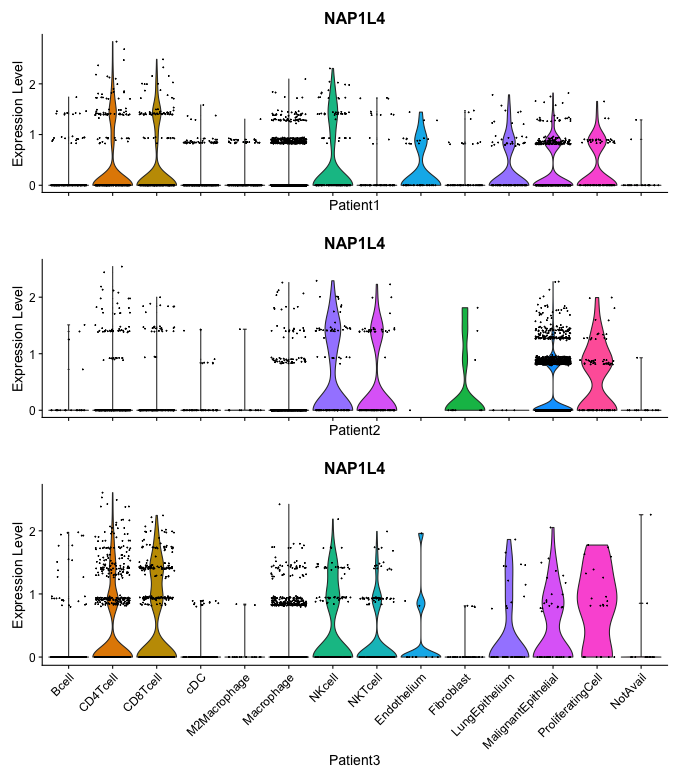 NAP1L4
Expression Level
2
1
0
Patient1
NAP1L4
Expression Level
2
1
0
Patient2
NAP1L4
Expression Level
2
1
0
Bcell
CD4Tcell
CD8Tcell
cDC
M2Macrophage
Macrophage
NKcell
NKTcell
Endothelium
Fibroblast
LungEpithelium
MalignantEpithelial
ProliferatingCell
NotAvail
Patient3